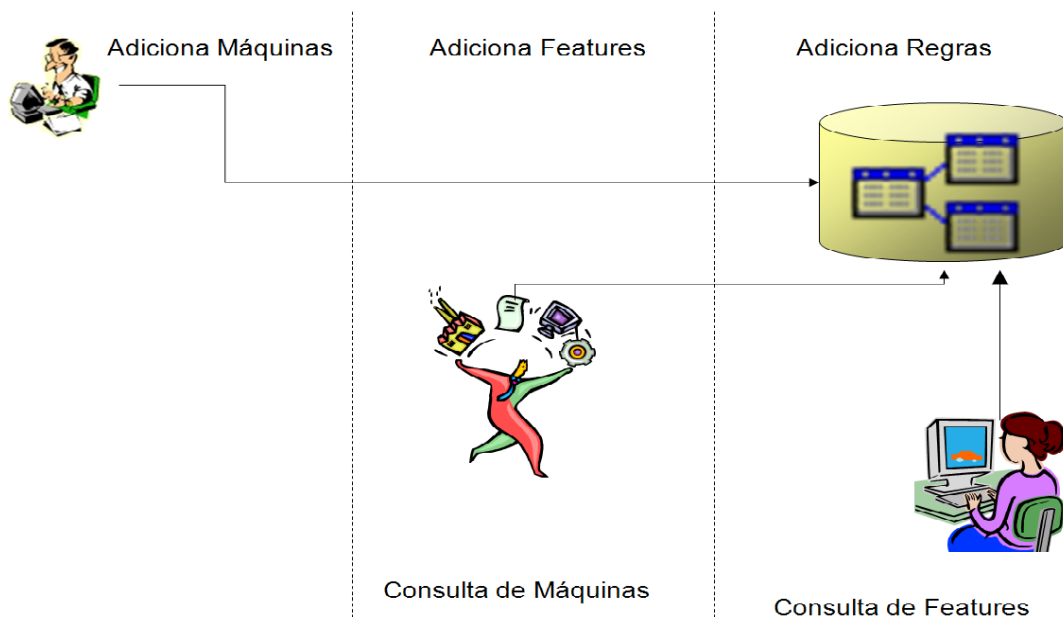 Adiciona Máquinas
Adiciona Features
Adiciona Regras
Consulta de Máquinas
Consulta de Features